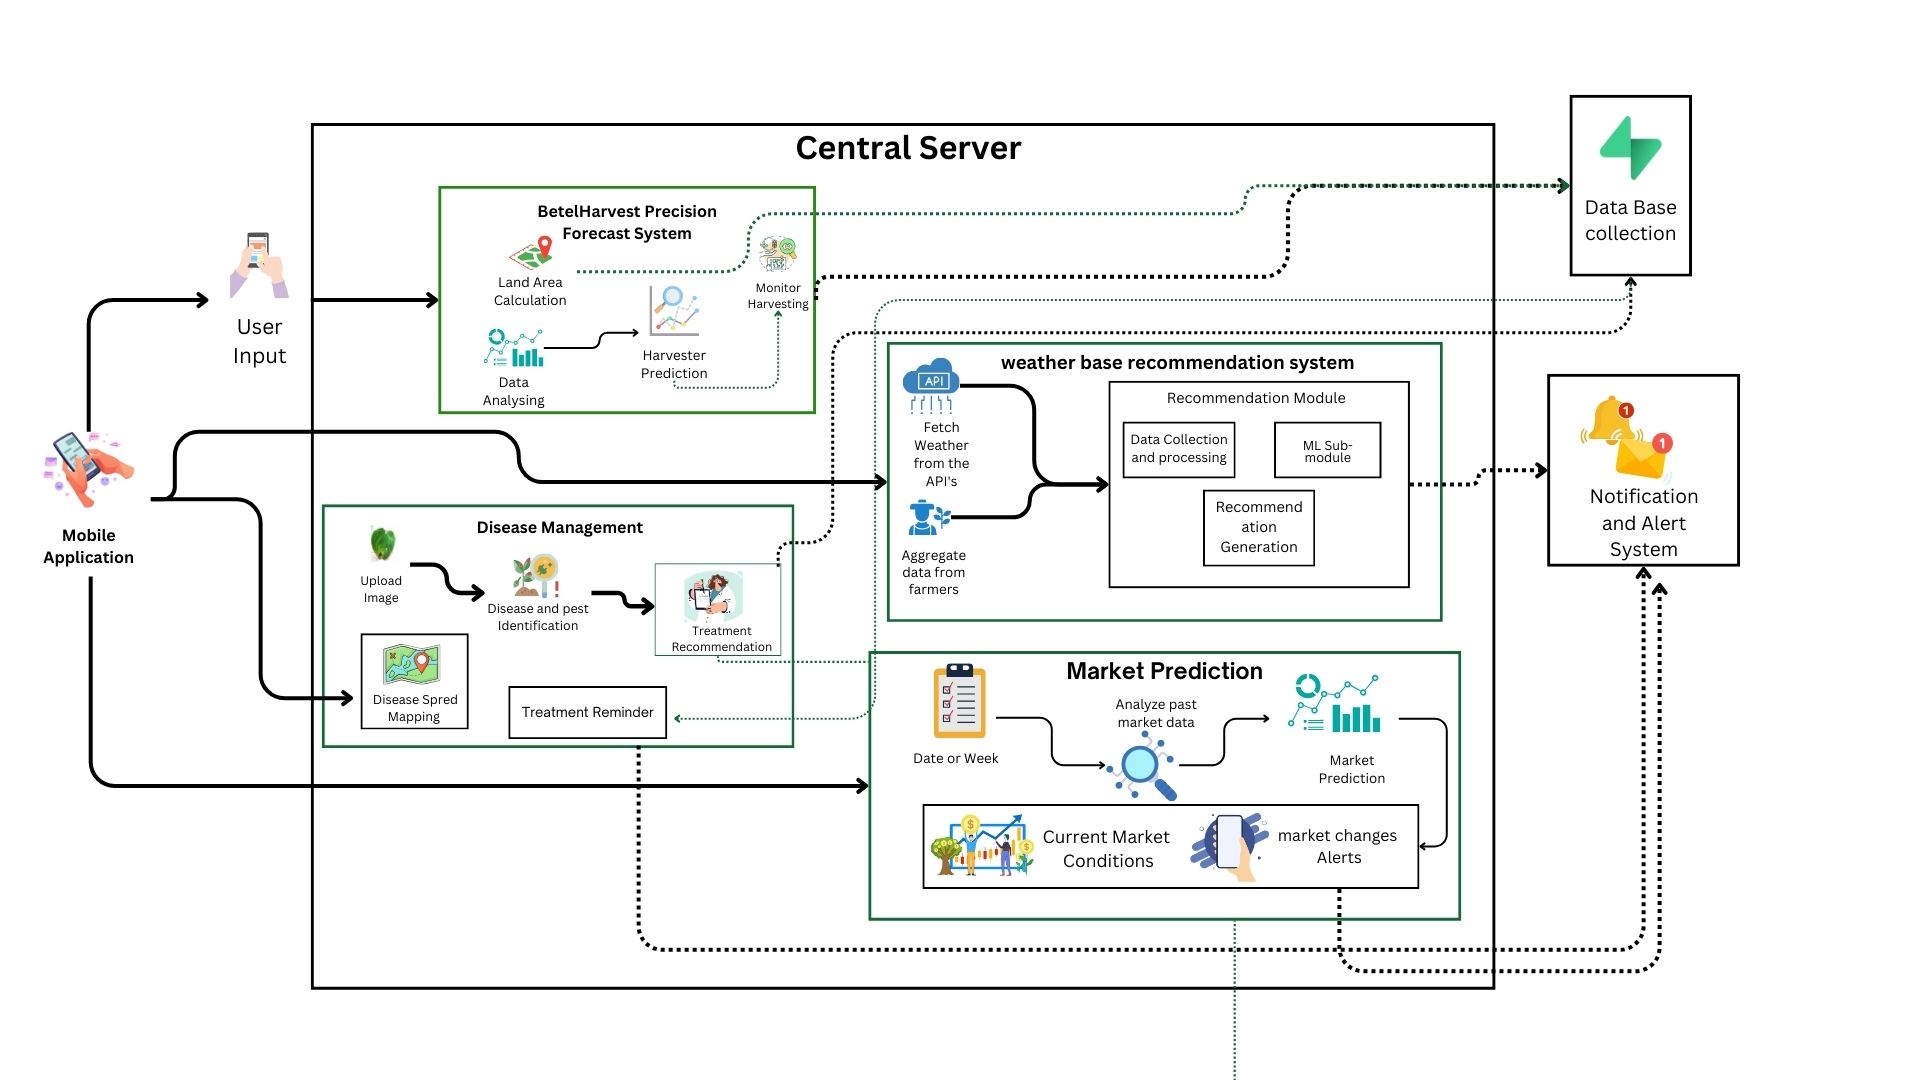 Central Server
Data Base
collection
BetelHarvest Precision
Forecast System
Land Area
Calculation
Monitor
Harvesting
Data
Analysing
Harvester
Prediction
User
Input
Mobile
Application
weather base recommendation system
API
Fetch
Weather
from the
API's
Aggregate
data from
farmers
Recommendation Module
Data Collection
and processing
ML Sub-
module
Recommend
ation
Generation
1
1
Notification
and Alert
System
Disease Management
Upload
Image
Disease and pest
Identification
Treatment
Recommendation
Disease Spred
Mapping
Treatment Reminder
Market Prediction
Date or Week
Analyze past
market data
Market
Prediction
$
$
Current Market
Conditions
market changes
Alerts